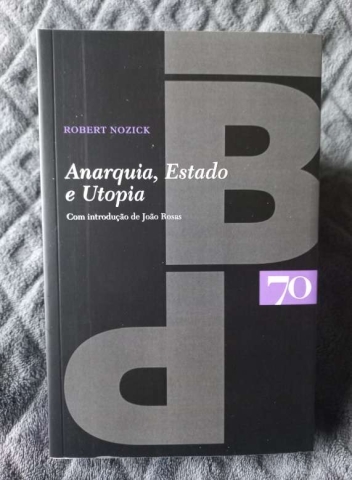 ROBERT NOZICK
Anarquia, Estado
e Utopia
Com introdução de João Rosas
70